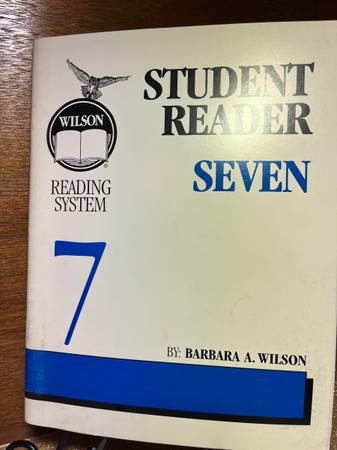 STUDENT
READER
SEVEN
WILSON
READING
SYSTEM
7
BY: BARBARA A. WILSON